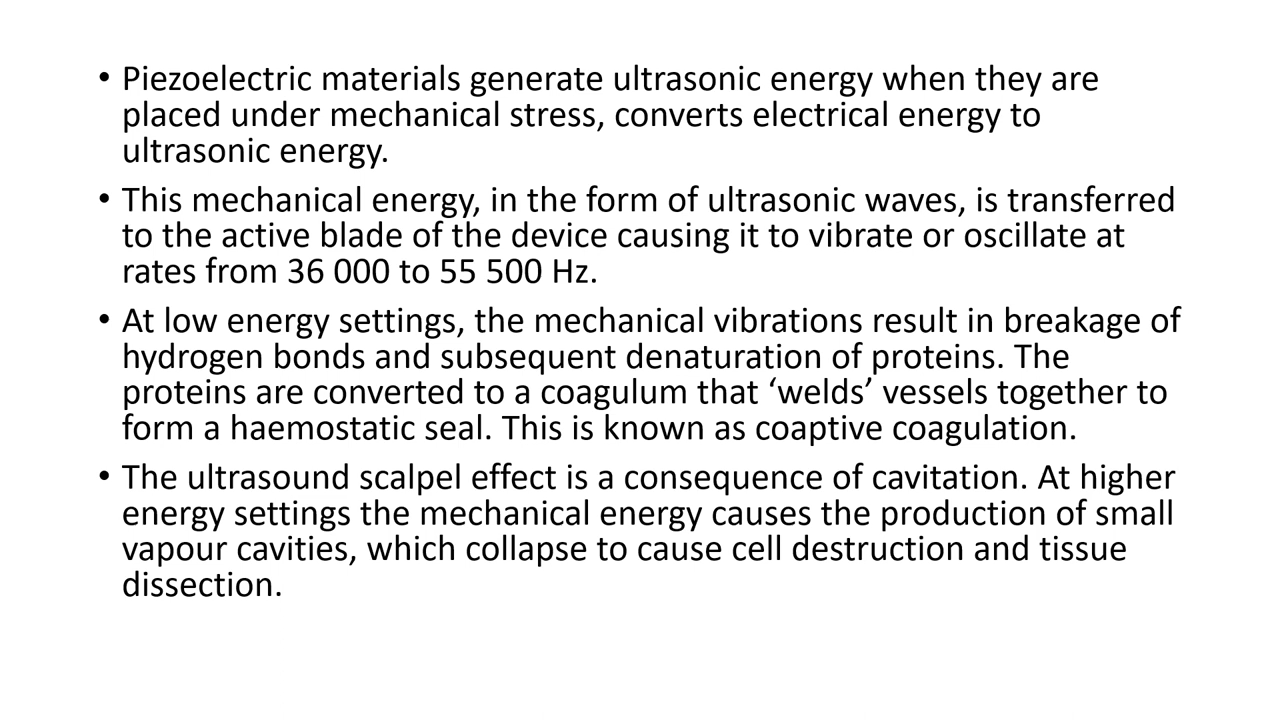 • Piezoelectric materials generate ultrasonic energy when they are
placed under mechanical stress, converts electrical energy to
ultrasonic energy.
• This mechanical energy, in the form of ultrasonic waves, is transferred
to the active blade of the device causing it to vibrate or oscillate at
rates from 36 000 to 55 500 Hz.
• At low energy settings, the mechanical vibrations result in breakage of
hydrogen bonds and subsequent denaturation of proteins. The
proteins are converted to a coagulum that ‘welds’ vessels together to
form a haemostatic seal. This is known as coaptive coagulation.
• The ultrasound scalpel effect is a consequence of cavitation. At higher
energy settings the mechanical energy causes the production of small
vapour cavities, which collapse to cause cell destruction and tissue
dissection.